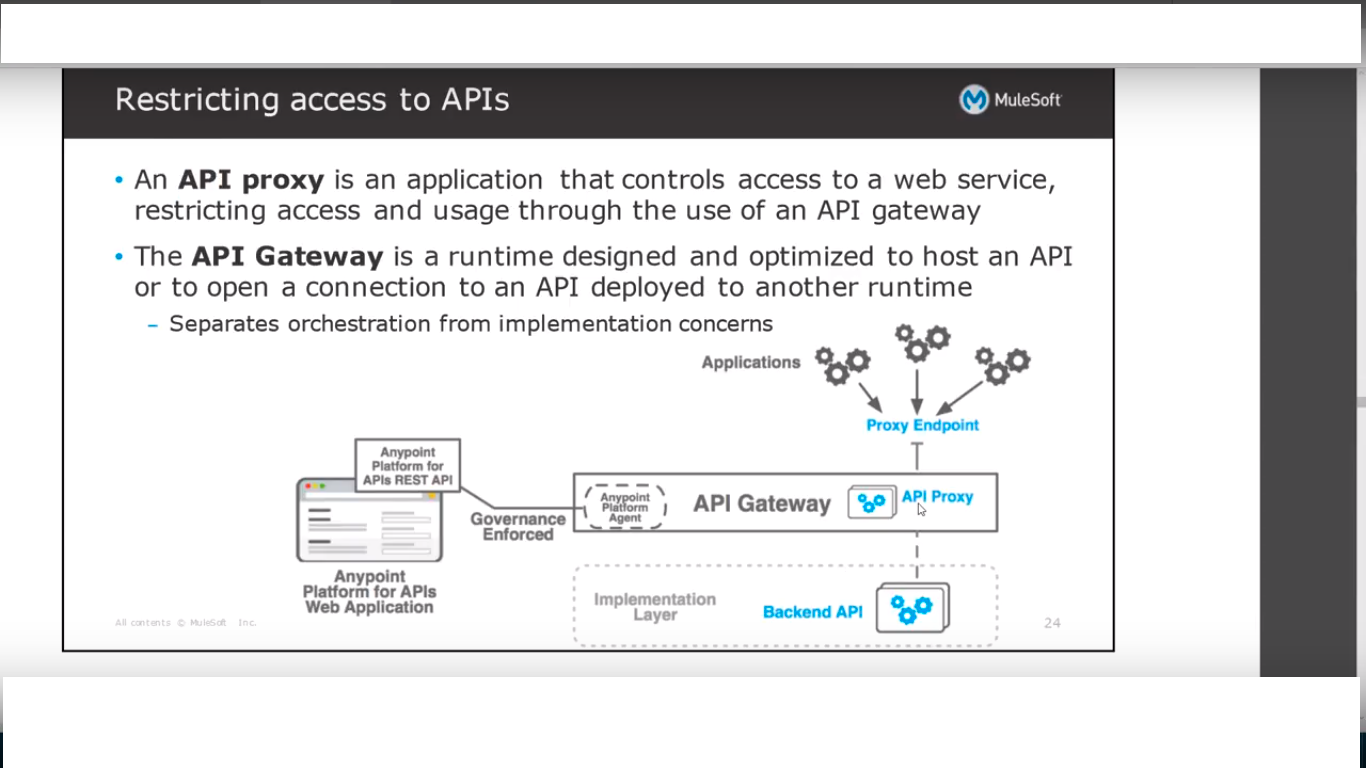 Restricting access to APIs
MuleSoft
• An API proxy is an application that controls access to a web service,
restricting access and usage through the use of an API gateway
• The API Gateway is a runtime designed and optimized to host an API
or to open a connection to an API deployed to another runtime
– Separates orchestration from implementation concerns
Applications
Proxy Endpoint
Anypoint
Platform for
APIs REST API
Governance
Enforced
Anypoint
Platform
Agent
API Gateway
API Proxy
Anypoint
Platform for APIs
Web Application
Implementation
Layer
Backend API
All contents © MuleSoft Inc.
24